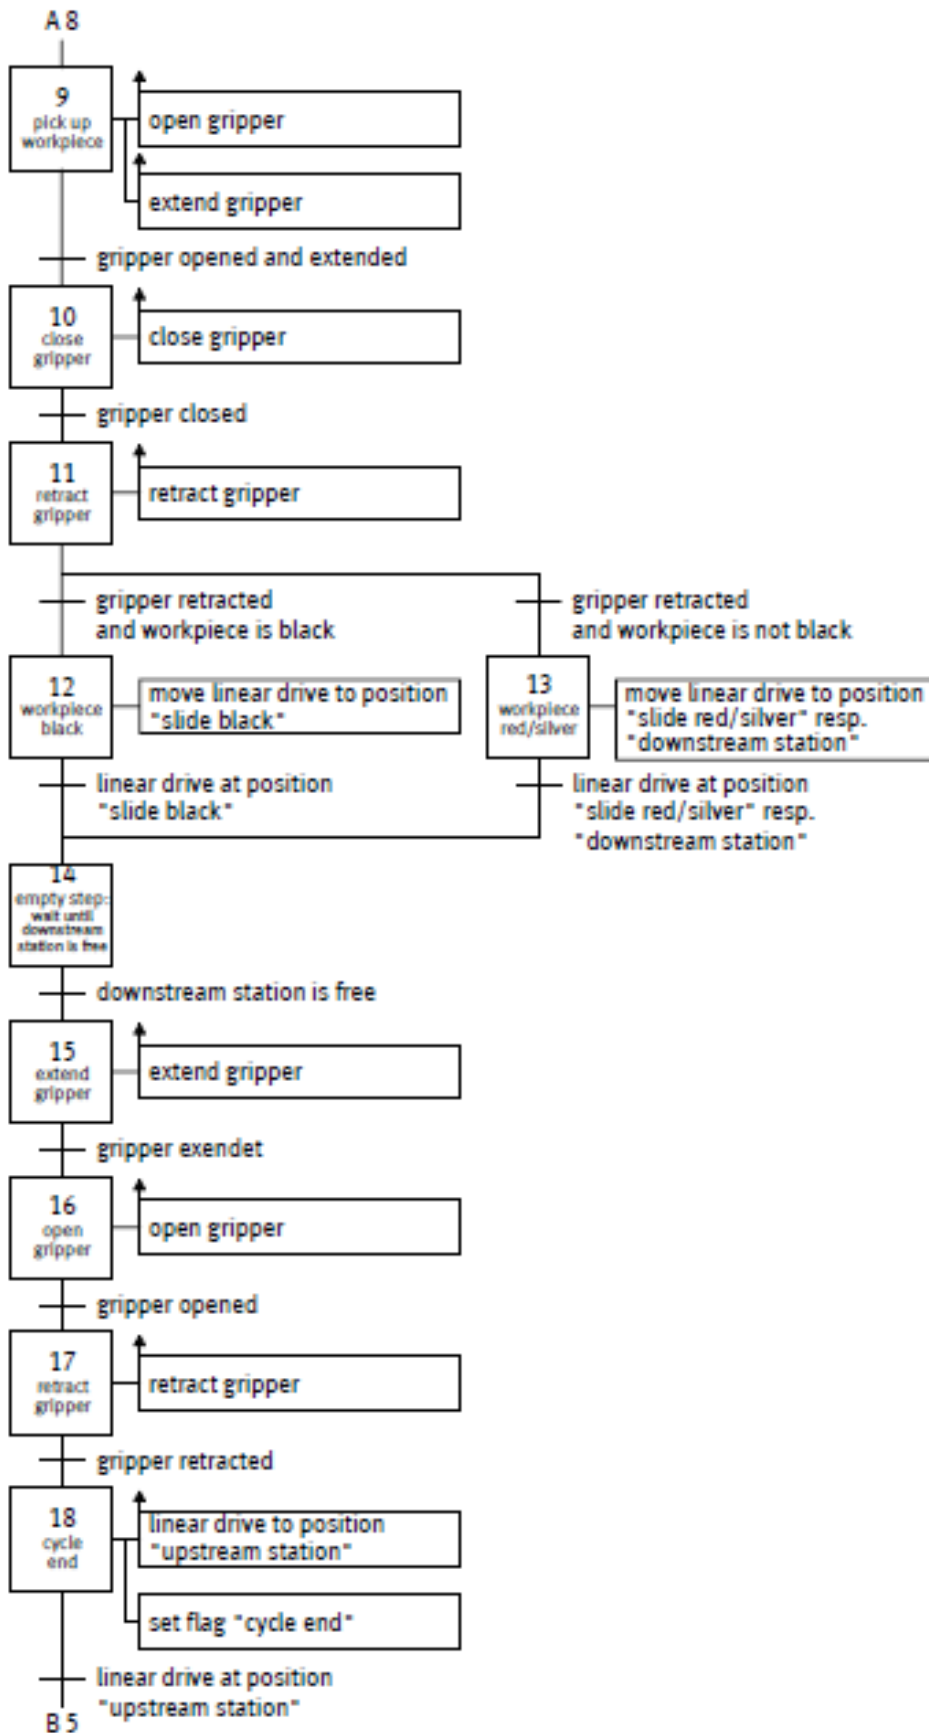 A 8
9
pick up
workpiece
open gripper
extend gripper
gripper opened and extended
10
close
gripper
close gripper
gripper closed
11
retract
gripper
retract gripper
gripper retracted
and workpiece is black
gripper retracted
and workpiece is not black
12
workpiece
black
move linear drive to position
"slide black"
13
workpiece
red/silver
move linear drive to position
"slide red/silver" resp.
"downstream station"
linear drive at position
"slide black"
linear drive at position
"slide red/silver" resp.
"downstream station"
14
empty step:
wait until
downstream
station is free
downstream station is free
15
extend
gripper
extend gripper
gripper exendet
16
open
gripper
open gripper
gripper opened
17
retract
gripper
retract gripper
gripper retracted
18
cycle
end
linear drive to position
"upstream station"
set flag "cycle end"
linear drive at position
"upstream station"
B 5